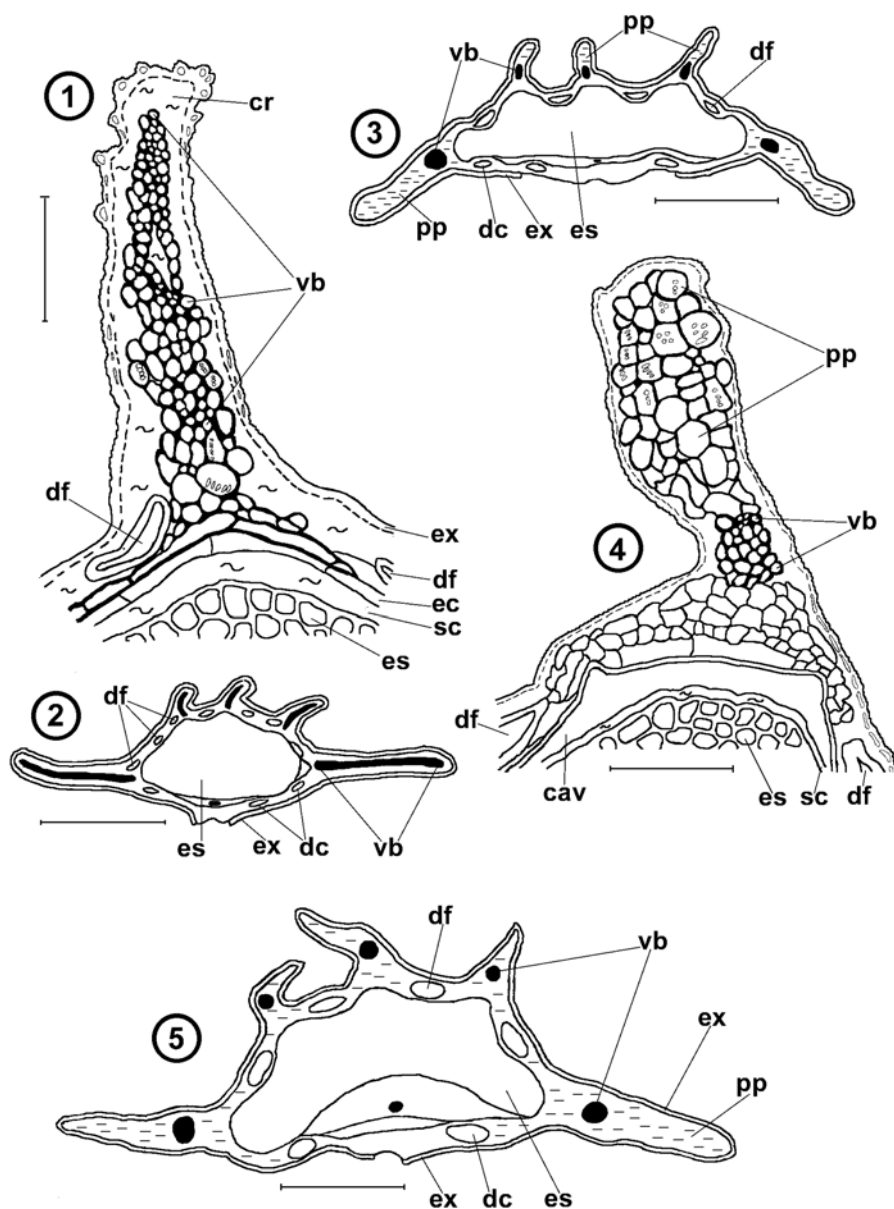 1
cr
vb
df
ex
df
ec
sc
es
3
vb
pp
df
pp
dc
ex
es
4
pp
vb
df
cav
es
sc
df
2
df
es
ex
dc
vb
5
df
vb
ex
pp
ex
dc
es